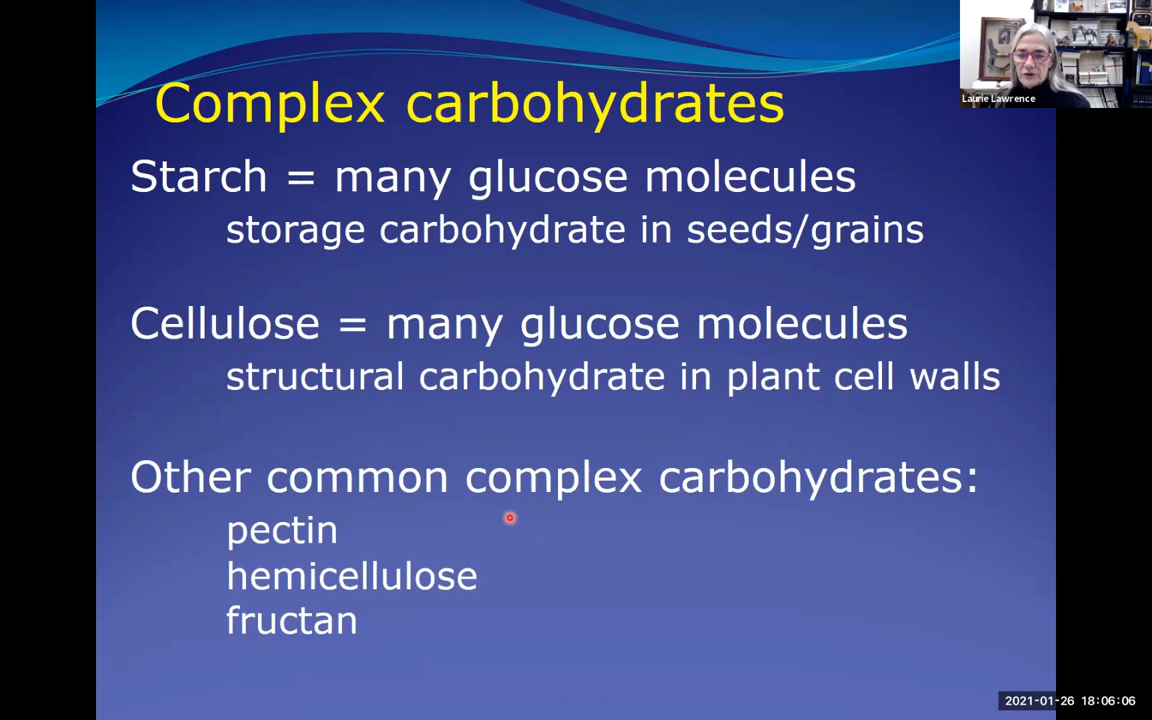 Complex carbohydrates
Laurie Lawrence
Starch = many glucose molecules
storage carbohydrate in seeds/grains
Cellulose = many glucose molecules
structural carbohydrate in plant cell walls
Other common complex carbohydrates:
pectin
hemicellulose
fructan
2021-01-26 18:06:06